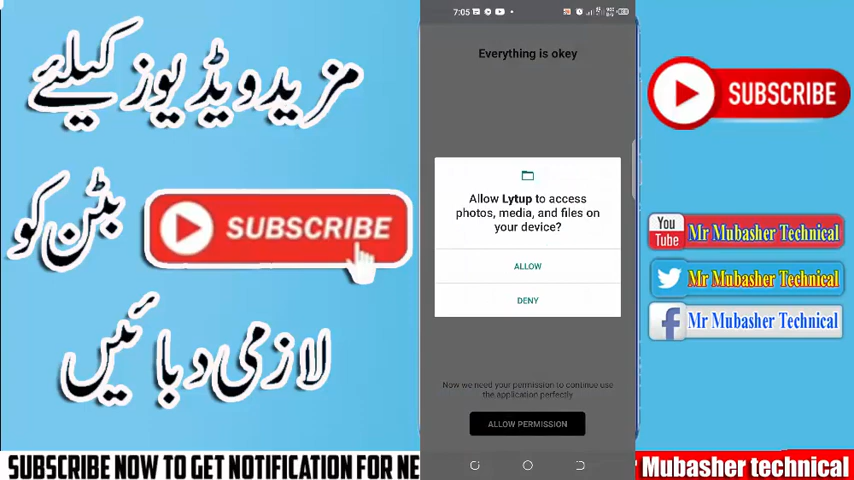 مزید ویڈیوز کیلئے
بٹن کو
SUBSCRIBE
لازمی دبائیں
SUBSCRIBE NOW TO GET NOTIFICATION FOR NE
7:05
Everything is okey
Allow Lytup to access
photos, media, and files on
your device?
ALLOW
DENY
Now we need your permission to continue use
the application perfectly
ALLOW PERMISSION
SUBSCRIBE
You
Tube
Mr Mubasher Technical
Mr Mubasher Technical
Mr Mubasher Technical
r Mubasher technical